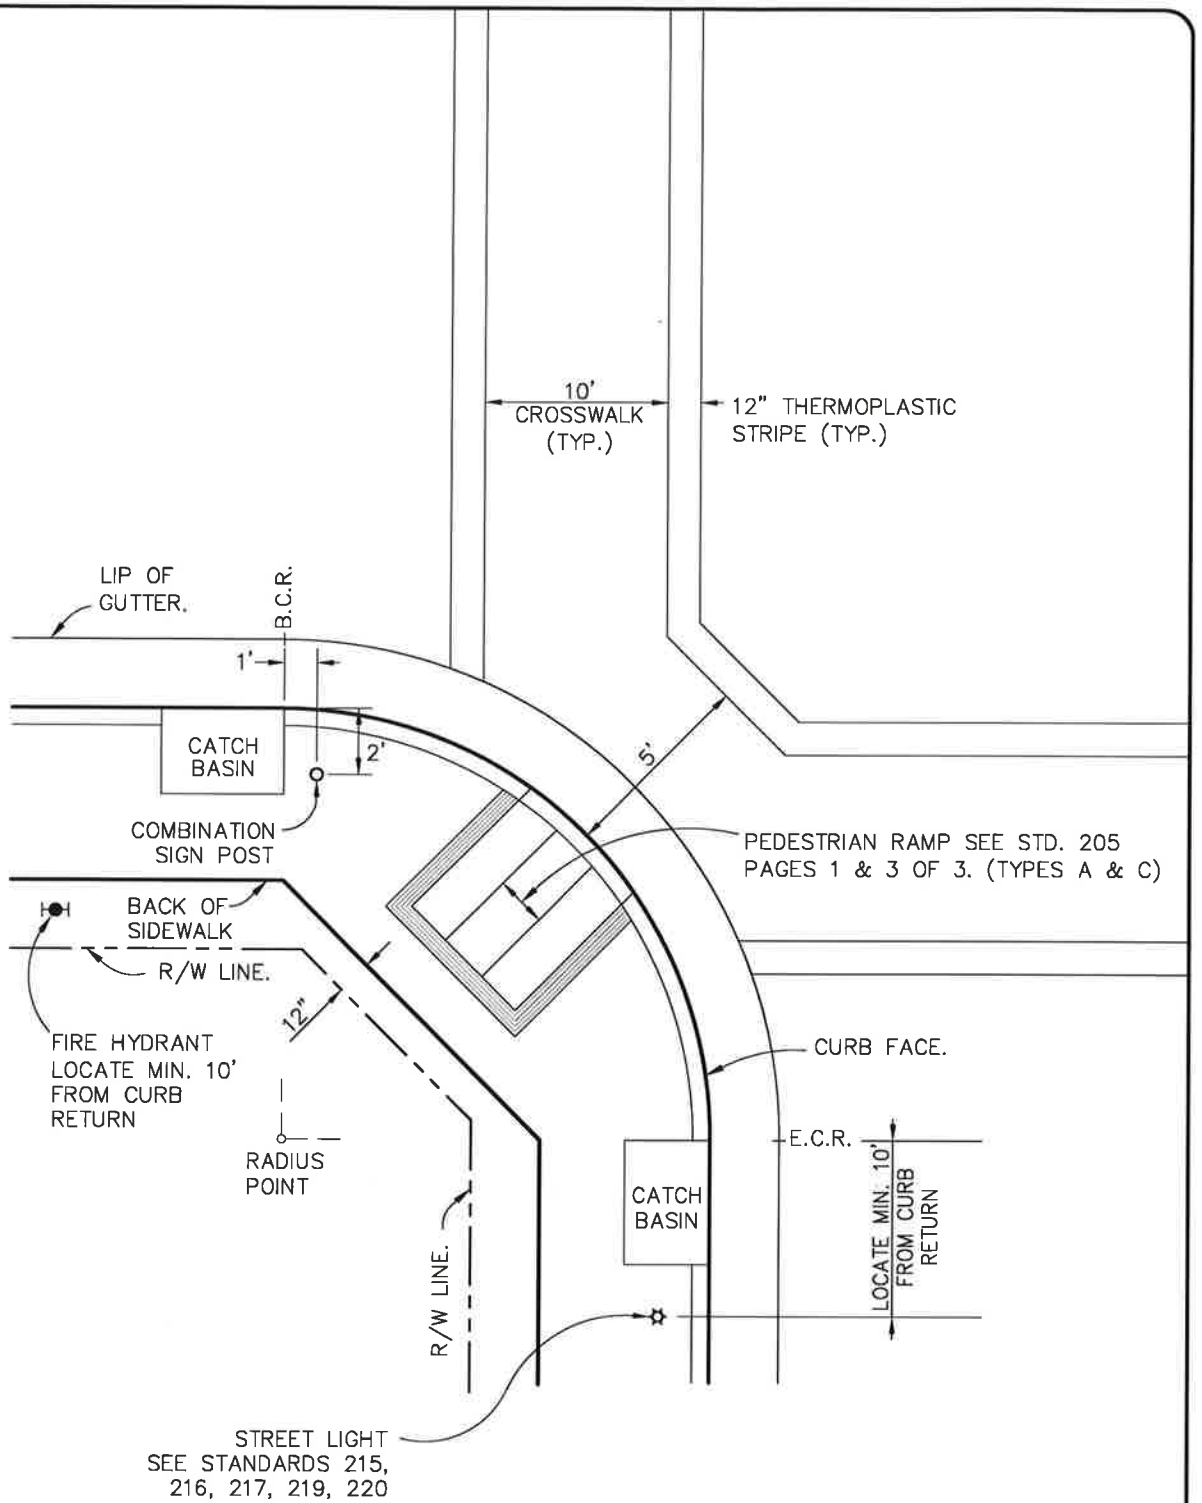 10'
CROSSWALK
(TYP.)
12" THERMOPLASTIC
STRIPE (TYP.)
LIP OF
GUTTER.
B.C.R.
1'
2'
CATCH
BASIN
5'
COMBINATION
SIGN POST
PEDESTRIAN RAMP SEE STD. 205
PAGES 1 & 3 OF 3. (TYPES A & C)
BACK OF
SIDEWALK
R/W LINE.
12"
FIRE HYDRANT
LOCATE MIN. 10'
FROM CURB
RETURN
CURB FACE.
RADIUS
POINT
E.C.R.
CATCH
BASIN
LOCATE MIN. 10'
FROM CURB
RETURN
R/W LINE.
STREET LIGHT
SEE STANDARDS 215,
216, 217, 219, 220